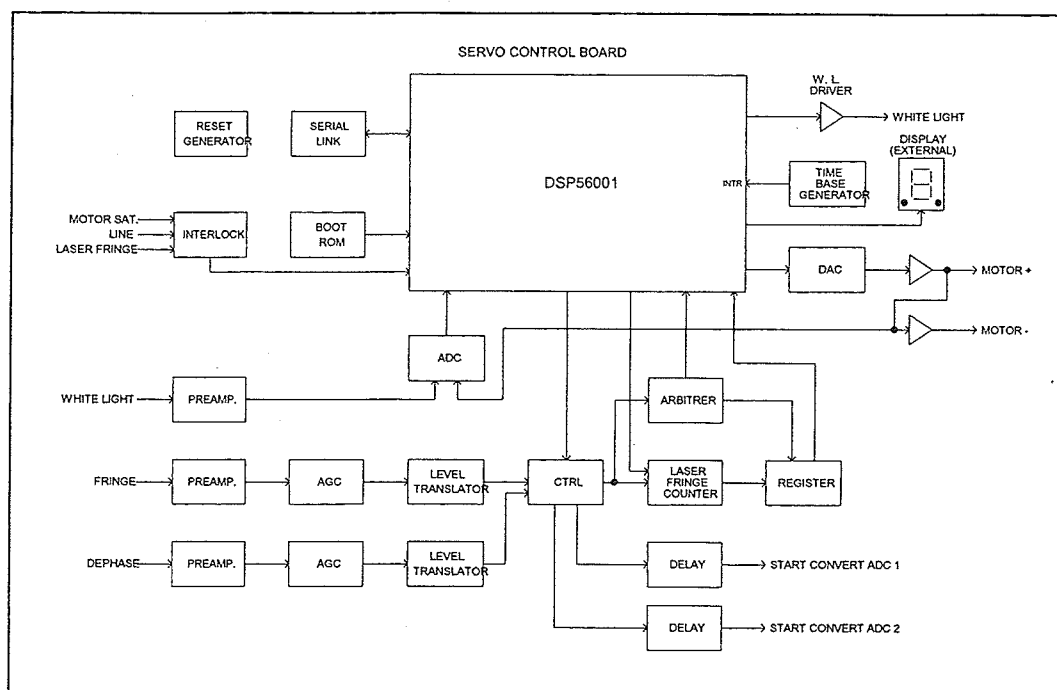 SERVO CONTROL BOARD
W. L.
DRIVER
WHITE LIGHT
DISPLAY
(EXTERNAL)
RESET
GENERATOR
SERIAL
LINK
DSP56001
INTR
TIME
BASE
GENERATOR
MOTOR SAT.
LINE
LASER FRINGE
INTERLOCK
BOOT
ROM
DAC
MOTOR +
MOTOR -
ADC
WHITE LIGHT
PREAMP.
ARBITRER
FRINGE
PREAMP.
AGC
LEVEL
TRANSLATOR
CTRL
LASER
FRINGE
COUNTER
REGISTER
DEPHASE
PREAMP.
AGC
LEVEL
TRANSLATOR
DELAY
START CONVERT ADC 1
DELAY
START CONVERT ADC 2